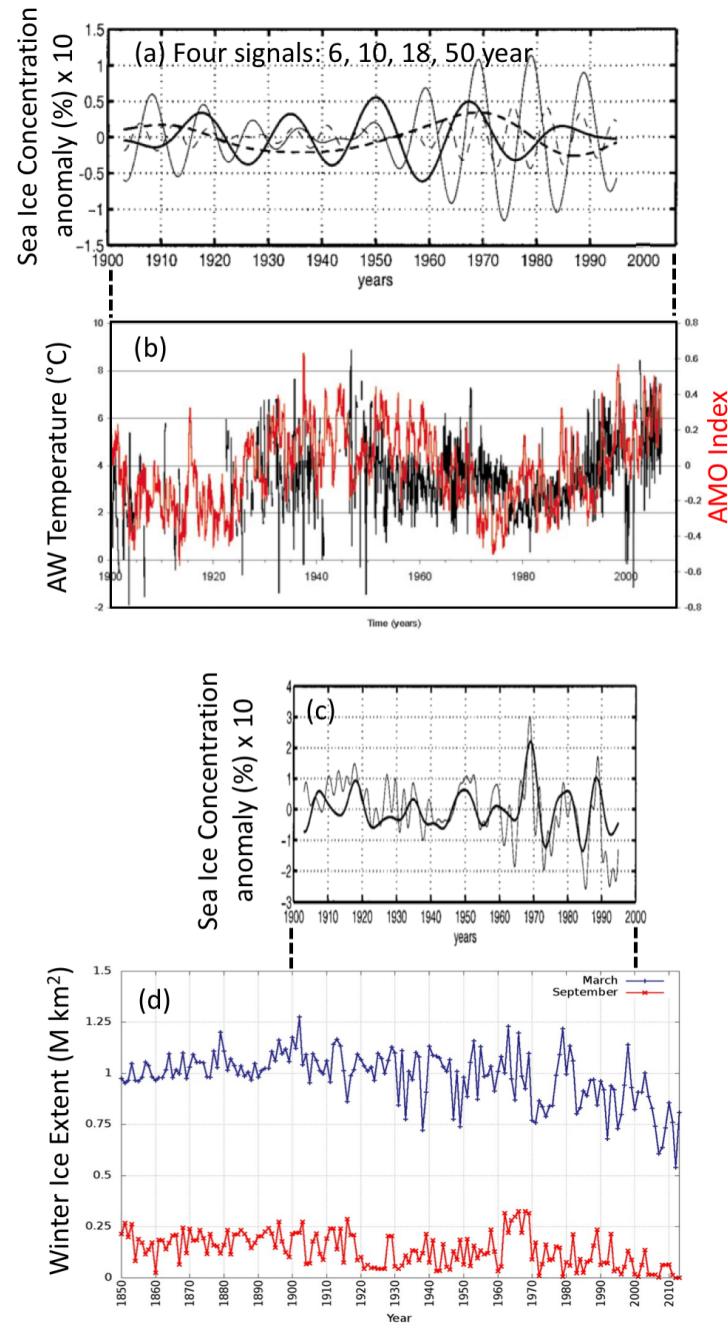 (a) Four signals: 6, 10, 18, 50 year
Sea Ice Concentration
anomaly (%) x 10
1.5
1
0.5
0
−0.5
−1
−1.5
1900 1910 1920 1930 1940 1950 1960 1970 1980 1990 2000
years
(b)
AW Temperature (°C)
10
8
6
4
2
0
-2
0.8
0.6
0.4
0.2
0
-0.2
-0.4
-0.6
-0.8
AMO Index
1900 1920 1940 1960 1980 2000
Time (years)
(c)
Sea Ice Concentration
anomaly (%) x 10
4
3
2
1
0
-1
-2
-3
1900 1910 1920 1930 1940 1950 1960 1970 1980 1990 2000
years
(d)
March
September
Winter Ice Extent (M km²)
1.5
1.25
1
0.75
0.5
0.25
0
1850 1860 1870 1880 1890 1900 1910 1920 1930 1940 1950 1960 1970 1980 1990 2000 2010
Year